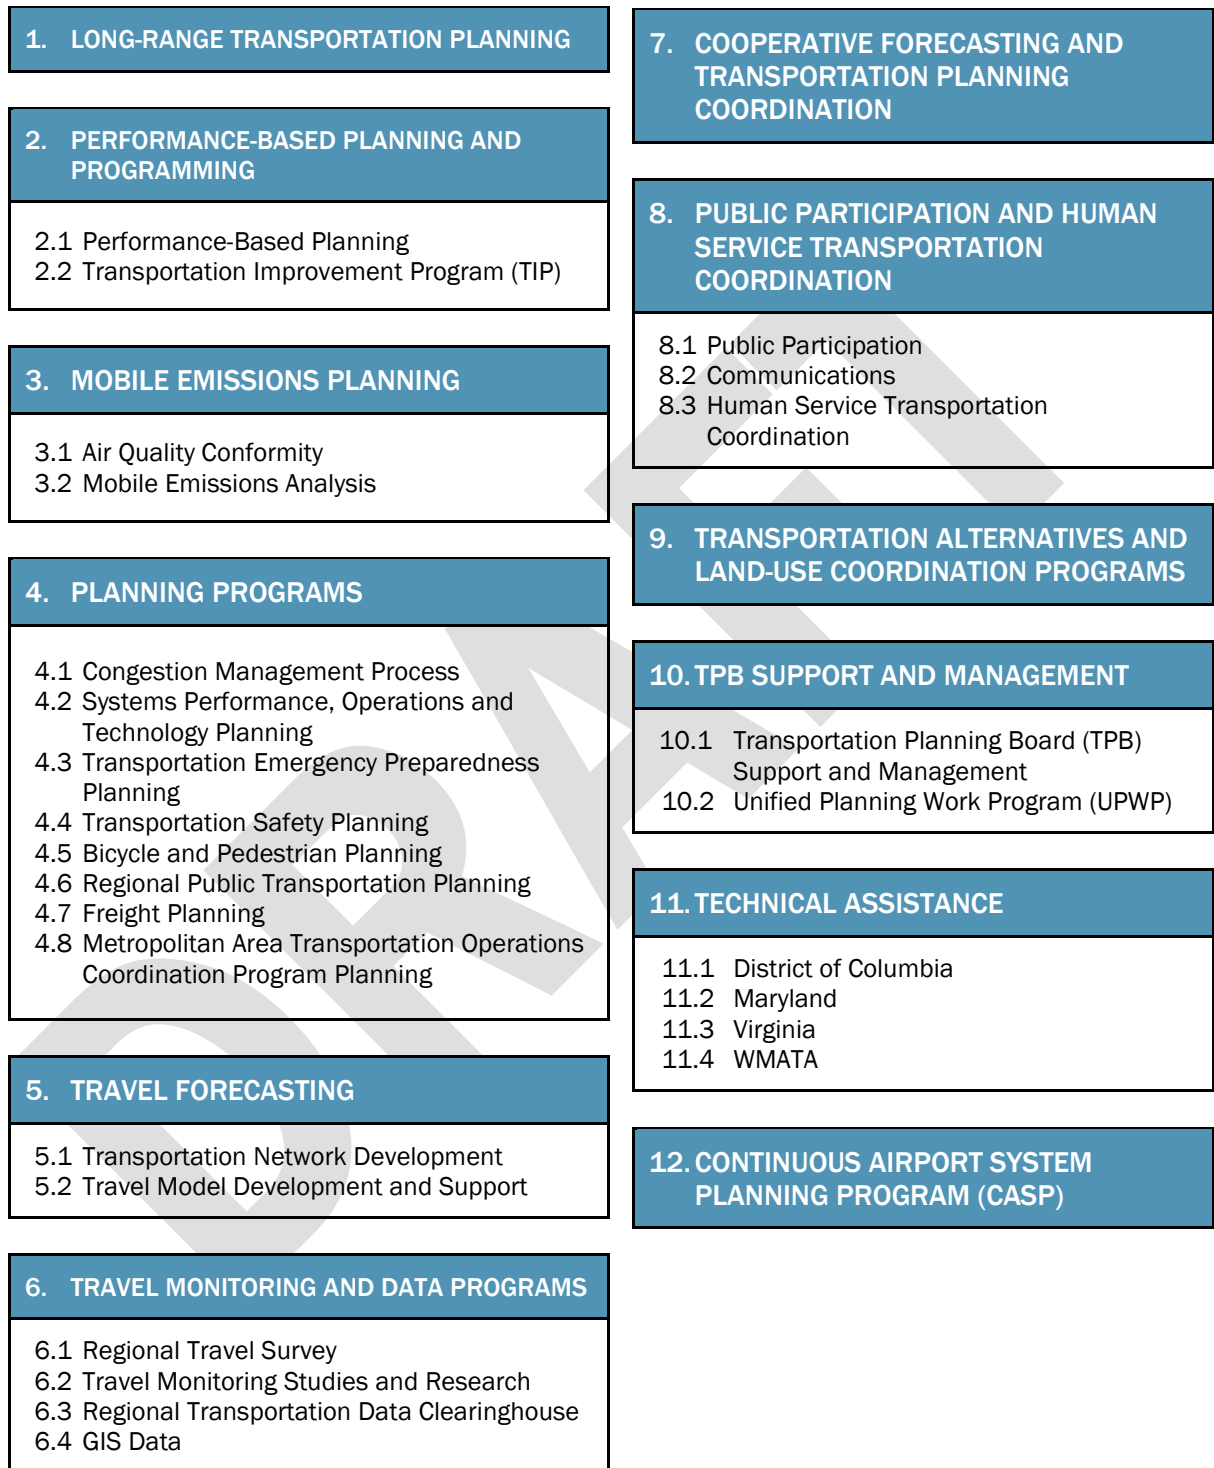 1. LONG-RANGE TRANSPORTATION PLANNING
2. PERFORMANCE-BASED PLANNING AND
PROGRAMMING
2.1 Performance-Based Planning
2.2 Transportation Improvement Program (TIP)
3. MOBILE EMISSIONS PLANNING
3.1 Air Quality Conformity
3.2 Mobile Emissions Analysis
4. PLANNING PROGRAMS
4.1 Congestion Management Process
4.2 Systems Performance, Operations and
Technology Planning
4.3 Transportation Emergency Preparedness
Planning
4.4 Transportation Safety Planning
4.5 Bicycle and Pedestrian Planning
4.6 Regional Public Transportation Planning
4.7 Freight Planning
4.8 Metropolitan Area Transportation Operations
Coordination Program Planning
5. TRAVEL FORECASTING
5.1 Transportation Network Development
5.2 Travel Model Development and Support
6. TRAVEL MONITORING AND DATA PROGRAMS
6.1 Regional Travel Survey
6.2 Travel Monitoring Studies and Research
6.3 Regional Transportation Data Clearinghouse
6.4 GIS Data
7. COOPERATIVE FORECASTING AND
TRANSPORTATION PLANNING
COORDINATION
8. PUBLIC PARTICIPATION AND HUMAN
SERVICE TRANSPORTATION
COORDINATION
8.1 Public Participation
8.2 Communications
8.3 Human Service Transportation
Coordination
9. TRANSPORTATION ALTERNATIVES AND
LAND-USE COORDINATION PROGRAMS
10. TPB SUPPORT AND MANAGEMENT
10.1 Transportation Planning Board (TPB)
Support and Management
10.2 Unified Planning Work Program (UPWP)
11. TECHNICAL ASSISTANCE
11.1 District of Columbia
11.2 Maryland
11.3 Virginia
11.4 WMATA
12. CONTINUOUS AIRPORT SYSTEM
PLANNING PROGRAM (CASP)
DRAFT